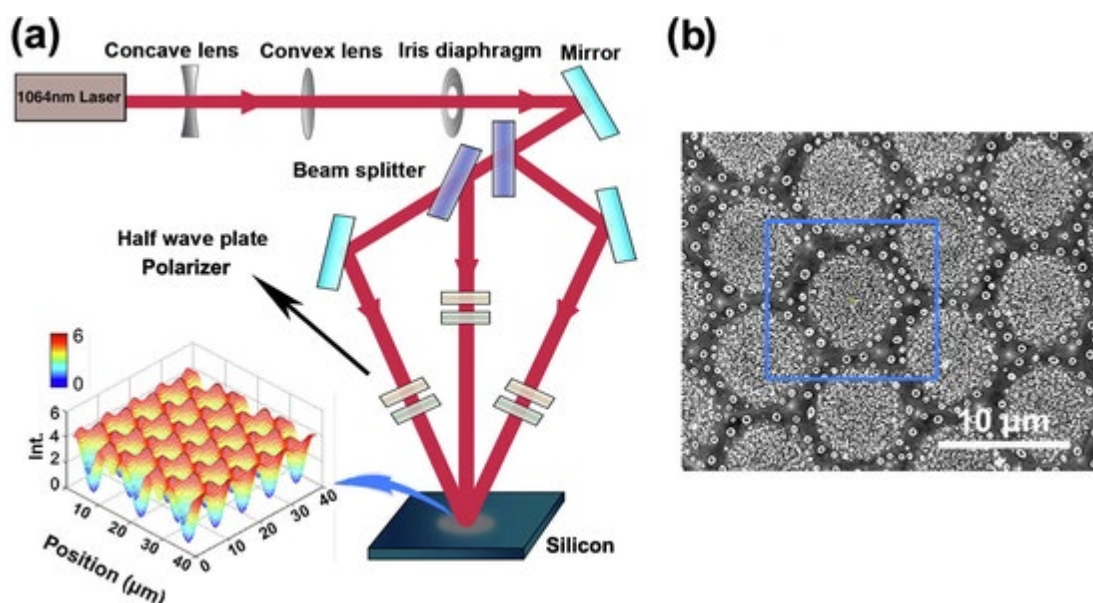 (a)
Concave lens
Convex lens
Iris diaphragm
Mirror
1064nm Laser
Beam splitter
Half wave plate
Polarizer
6
0
6
4
2
0
Int.
10
20
30
40
Position (μm)
0
10
20
30
40
Silicon
(b)
10 μm